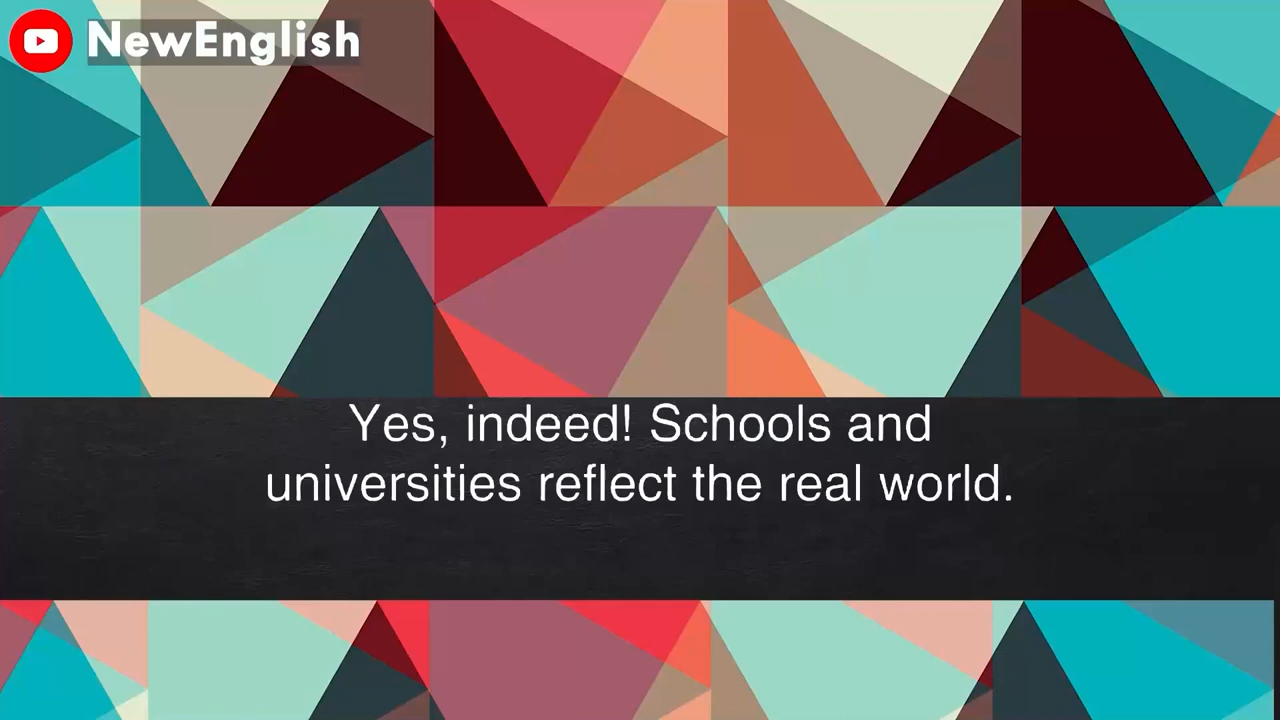 NewEnglish
Yes, indeed! Schools and
universities reflect the real world.